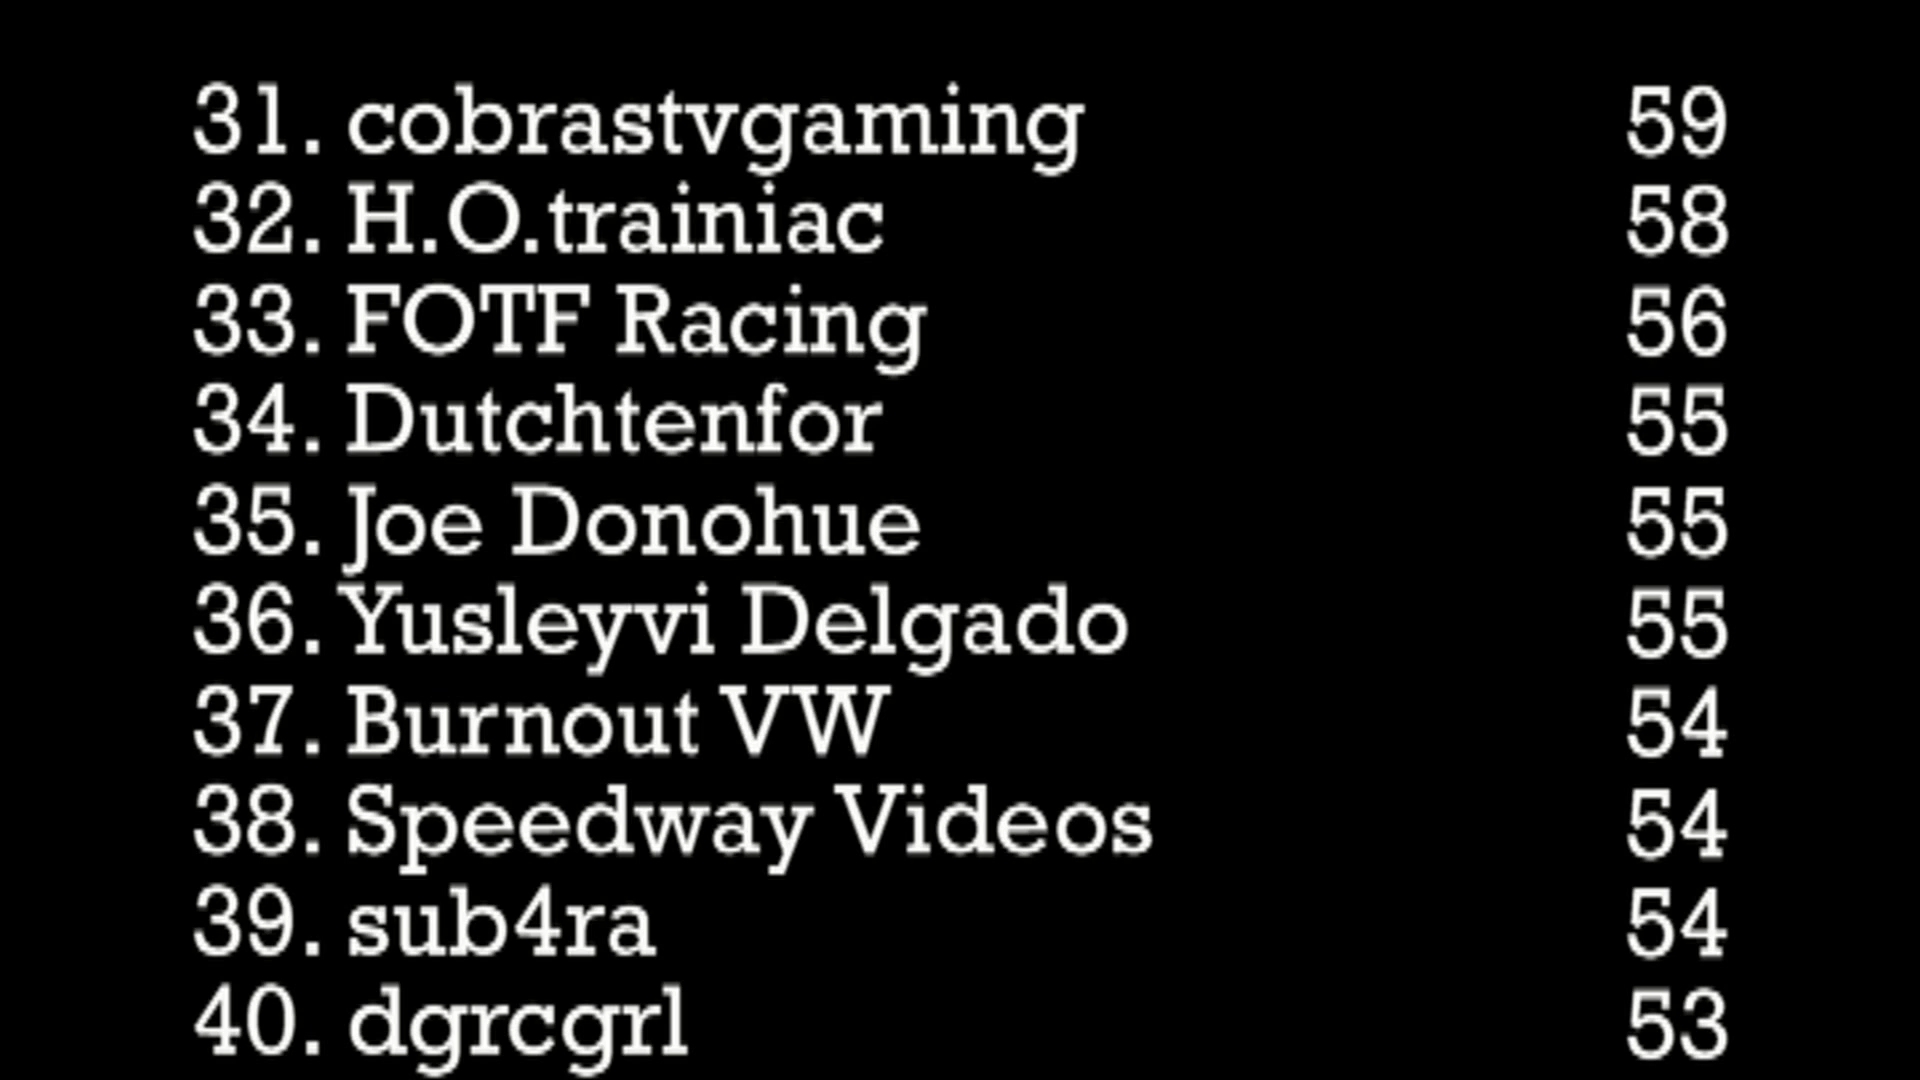 31. cobrastvgaming 59
32. H.O.trainiac 58
33. FOTF Racing 56
34. Dutchtenfor 55
35. Joe Donohue 55
36. Yusleyvi Delgado 55
37. Burnout VW 54
38. Speedway Videos 54
39. sub4ra 54
40. dgrcgrl 53